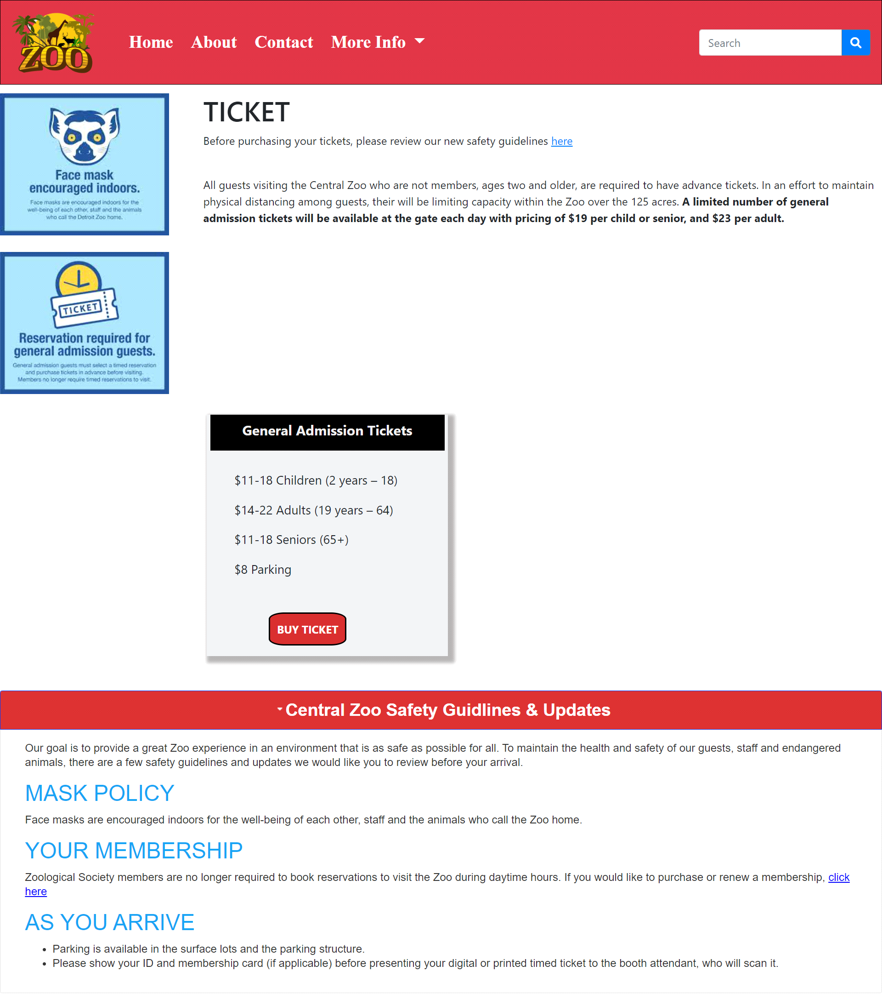 ZOO
Home About Contact More Info
Search
Face mask
encouraged indoors.
Face masks are encouraged indoors for the
well-being of each other, staff and the animals
who call the Detroit Zoo home.
TICKET
Before purchasing your tickets, please review our new safety guidelines here
All guests visiting the Central Zoo who are not members, ages two and older, are required to have advance tickets. In an effort to maintain
physical distancing among guests, their will be limiting capacity within the Zoo over the 125 acres. A limited number of general
admission tickets will be available at the gate each day with pricing of $19 per child or senior, and $23 per adult.
TICKET
Reservation required for
general admission guests.
General admission guests must select a timed reservation
and purchase tickets in advance before visiting.
Members no longer require timed reservations to visit.
General Admission Tickets
$11-18 Children (2 years – 18)
$14-22 Adults (19 years – 64)
$11-18 Seniors (65+)
$8 Parking
BUY TICKET
Central Zoo Safety Guidlines & Updates
Our goal is to provide a great Zoo experience in an environment that is as safe as possible for all. To maintain the health and safety of our guests, staff and endangered
animals, there are a few safety guidelines and updates we would like you to review before your arrival.
MASK POLICY
Face masks are encouraged indoors for the well-being of each other, staff and the animals who call the Zoo home.
YOUR MEMBERSHIP
Zoological Society members are no longer required to book reservations to visit the Zoo during daytime hours. If you would like to purchase or renew a membership, click
here
AS YOU ARRIVE
• Parking is available in the surface lots and the parking structure.
• Please show your ID and membership card (if applicable) before presenting your digital or printed timed ticket to the booth attendant, who will scan it.